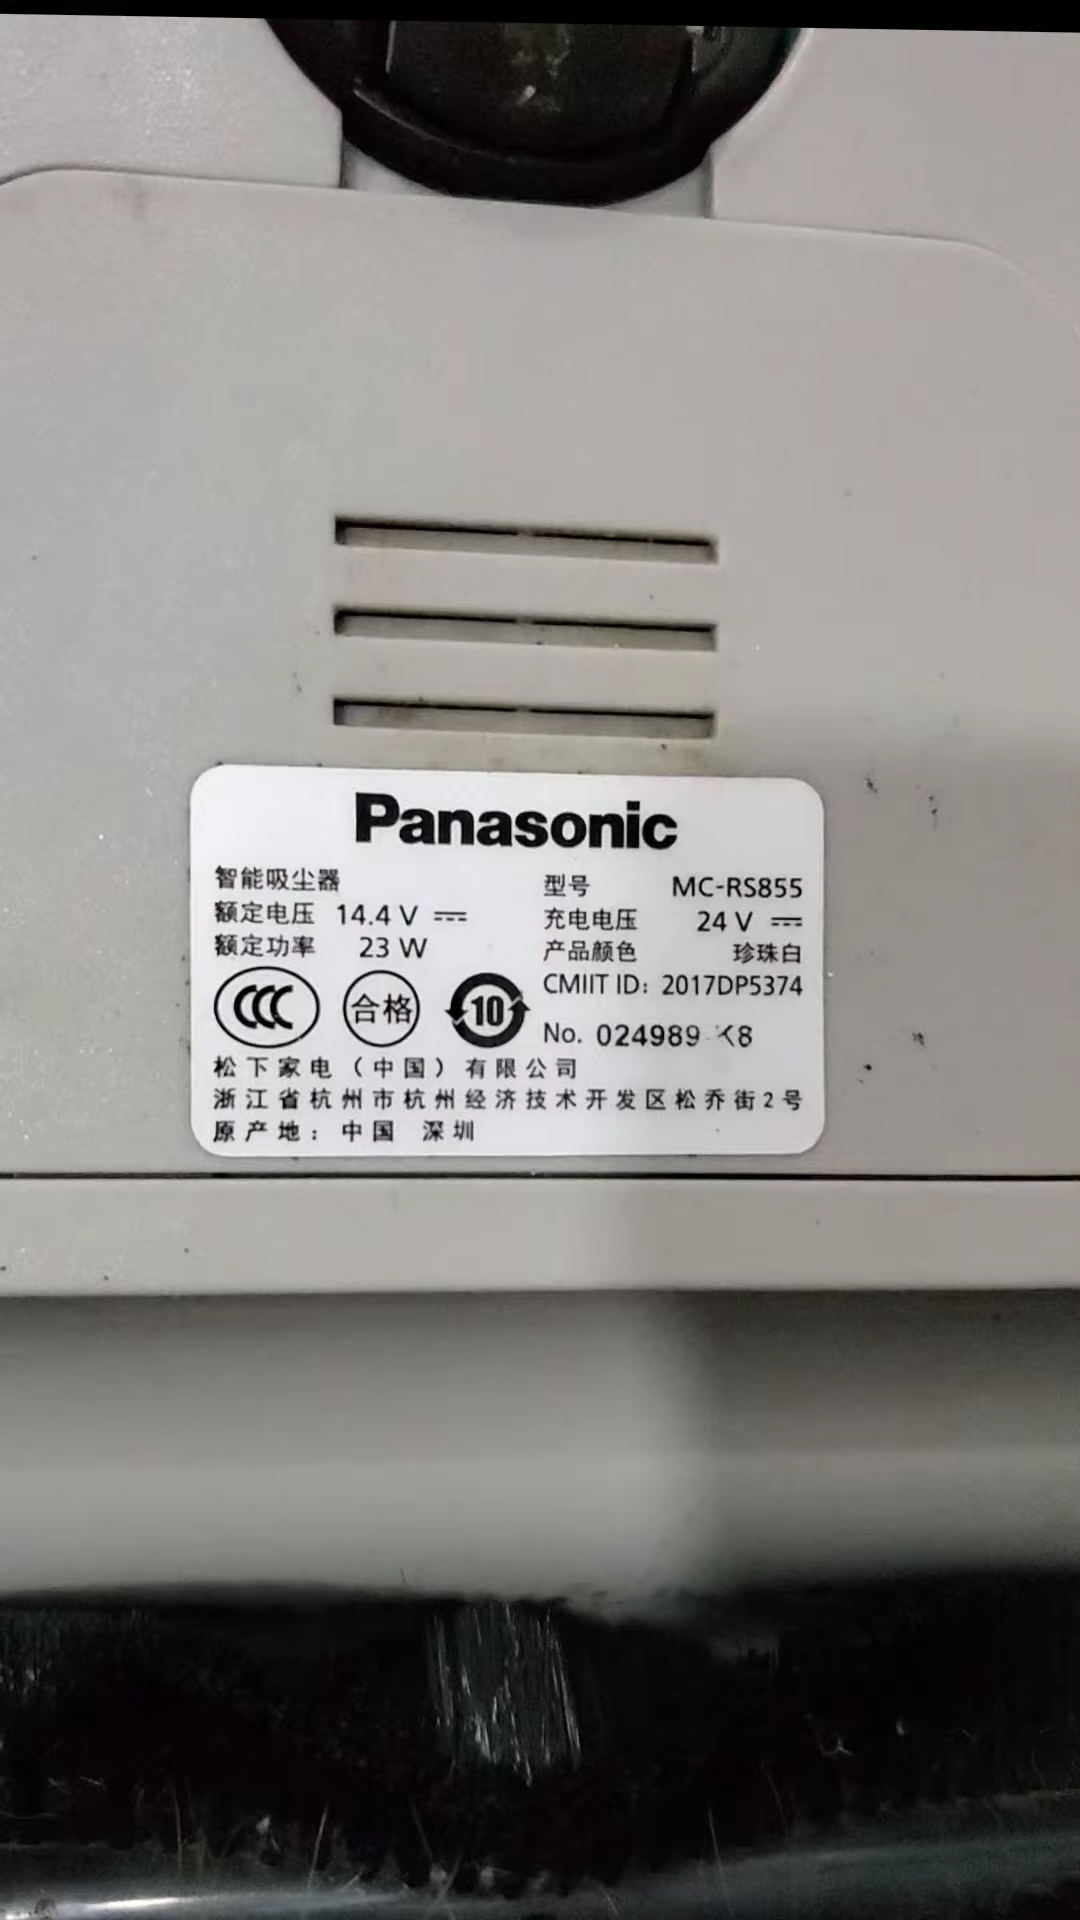 Panasonic
智能吸尘器
额定电压 14.4 V
额定功率 23 W
型号 MC-RS855
充电电压 24 V
产品颜色 珍珠白
CMIIT ID: 2017DP5374
No. 024989 K8
CCC
合格
10
松下家电（中国）有限公司
浙江省杭州市杭州经济技术开发区松乔街2号
原产地：中国 深圳